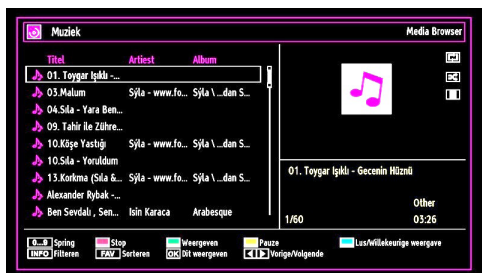 Muziek
Media Browser
Titel Artiest Album
01. Toygar Işıklı -...
03.Malum Sýla - www.fo... Sýla \ ...dan S...
04.Sıla - Yara Ben...
09. Tahir ile Zühre...
10.Köşe Yastığı Sýla - www.fo... Sýla \ ...dan S...
10.Sıla - Yoruldum
13.Korkma (Sıla &... Sýla - www.fo... Sýla \ ...dan S...
Alexander Rybak -...
Ben Sevdalı , Sen... Isin Karaca Arabesque
01. Toygar Işıklı - Gecenin Hüznü
Other
1/60 03:26
0...9 Spring Stop Weergeven Pauze Lus/Willekeurige weergave
INFO Filteren FAV Sorteren OK Dit weergeven Vorige/Volgende